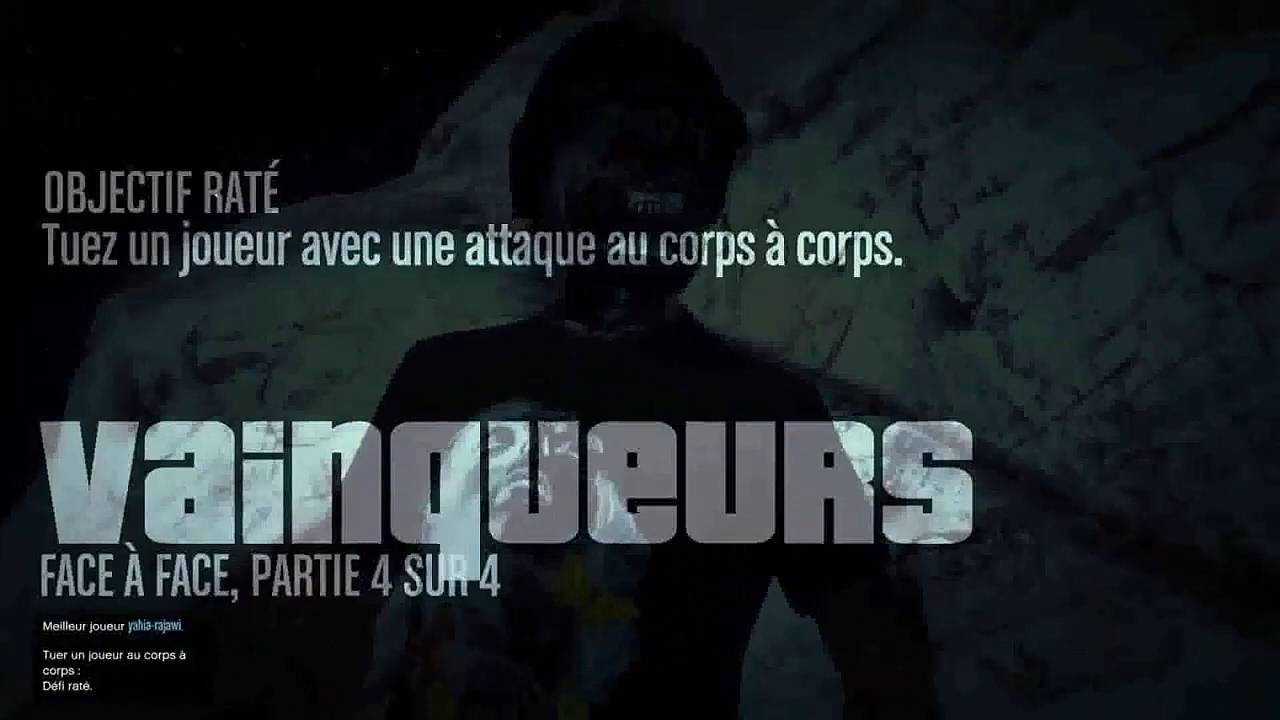 OBJECTIF RATÉ
Tuez un joueur avec une attaque au corps à corps.
vainqueurs
FACE À FACE, PARTIE 4 SUR 4
Meilleur joueur yahia-rajawi.
Tuer un joueur au corps à
corps :
Défi raté.